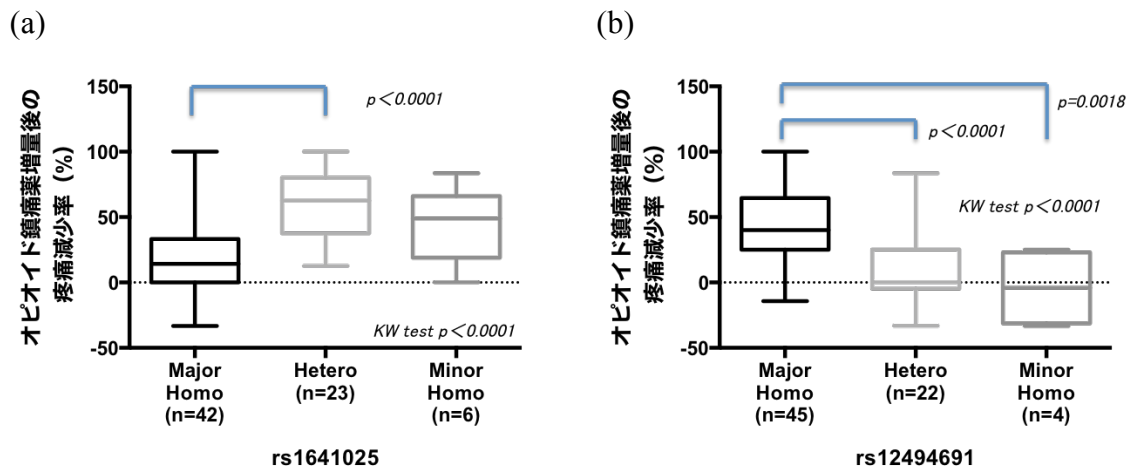 (a)
オピオイド鎮痛薬増量後の
疼痛減少率 (%)
150
100
50
0
-50
p<0.0001
KW test p<0.0001
Major
Homo
(n=42)
Hetero
(n=23)
Minor
Homo
(n=6)
rs1641025
(b)
オピオイド鎮痛薬増量後の
疼痛減少率 (%)
150
100
50
0
-50
p=0.0018
p<0.0001
KW test p<0.0001
Major
Homo
(n=45)
Hetero
(n=22)
Minor
Homo
(n=4)
rs12494691